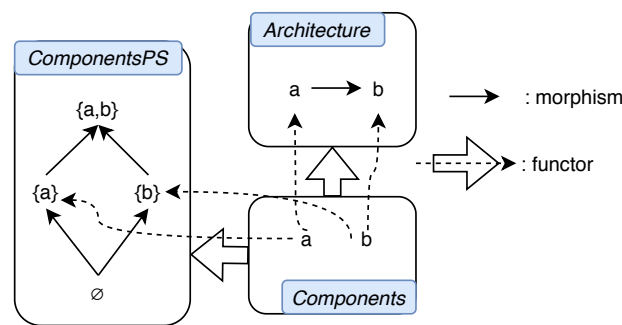 Architecture
ComponentsPS
a b
{a,b}
: morphism
: functor
{a} {b}
a b
∅
Components